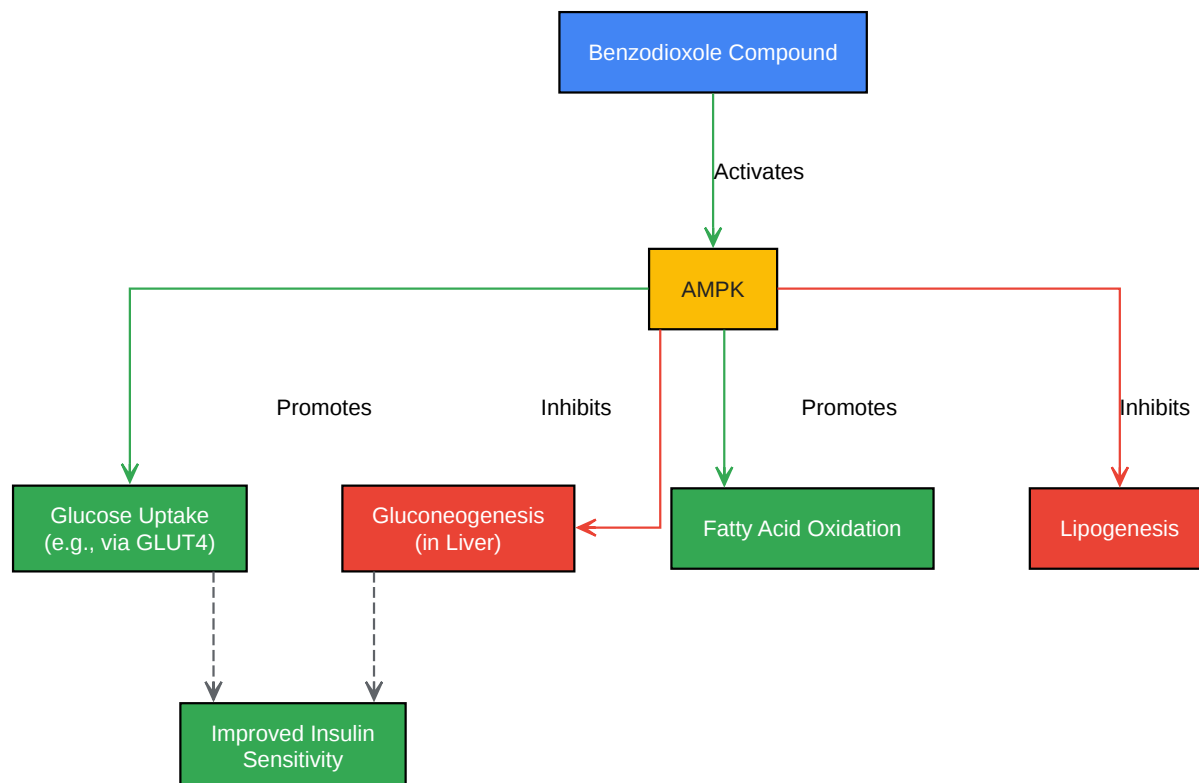 Benzodioxole Compound
Activates
AMPK
Promotes
Inhibits
Promotes
Inhibits
Glucose Uptake
(e.g., via GLUT4)
Gluconeogenesis
(in Liver)
Fatty Acid Oxidation
Lipogenesis
Improved Insulin
Sensitivity